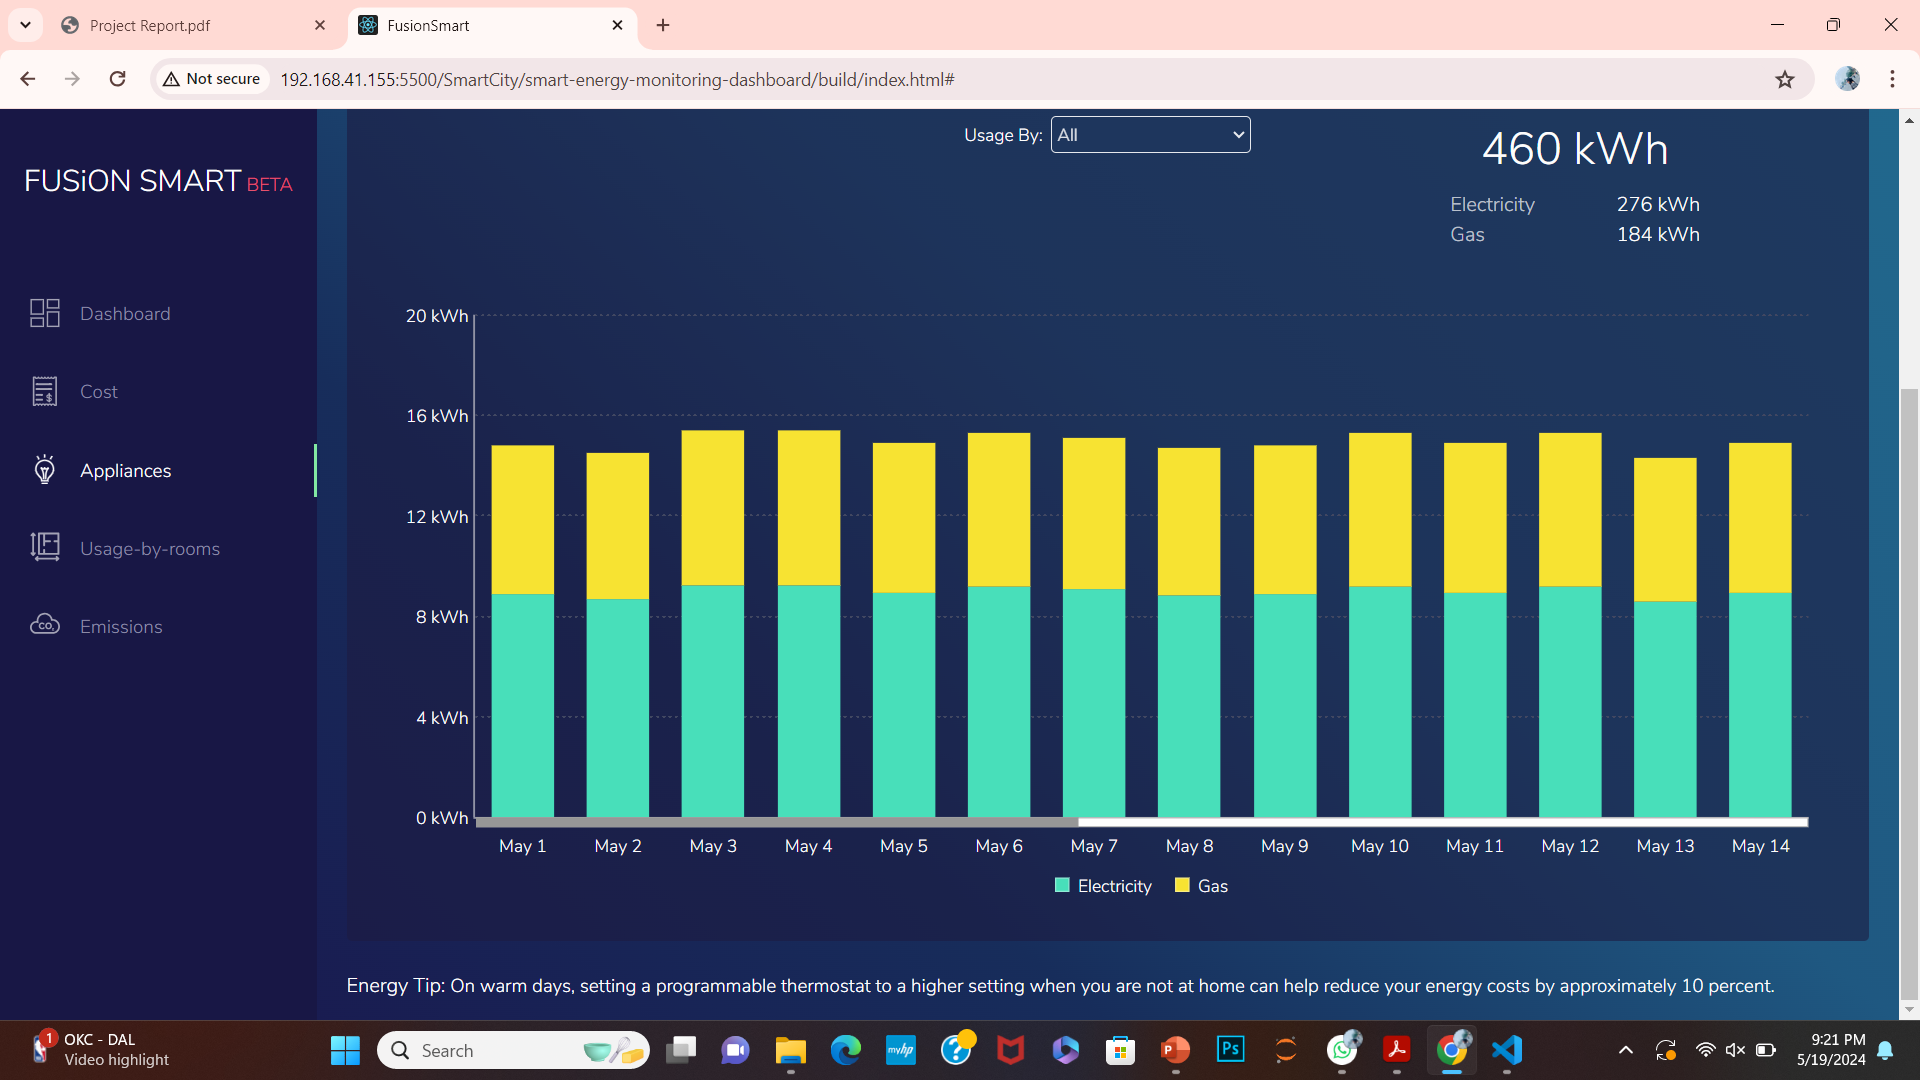 Project Report.pdf
FusionSmart
Not secure
192.168.41.155:5500/SmartCity/smart-energy-monitoring-dashboard/build/index.html#
FUSiON SMART BETA
Dashboard
Cost
$
Appliances
Usage-by-rooms
CO2
Emissions
Usage By: All
460 kWh
Electricity 276 kWh
Gas 184 kWh
20 kWh
16 kWh
12 kWh
8 kWh
4 kWh
0 kWh
May 1 May 2 May 3 May 4 May 5 May 6 May 7 May 8 May 9 May 10 May 11 May 12 May 13 May 14
Electricity Gas
Energy Tip: On warm days, setting a programmable thermostat to a higher setting when you are not at home can help reduce your energy costs by approximately 10 percent.
1
OKC - DAL
Video highlight
Search
myhp
?
P
Ps
9:21 PM
5/19/2024